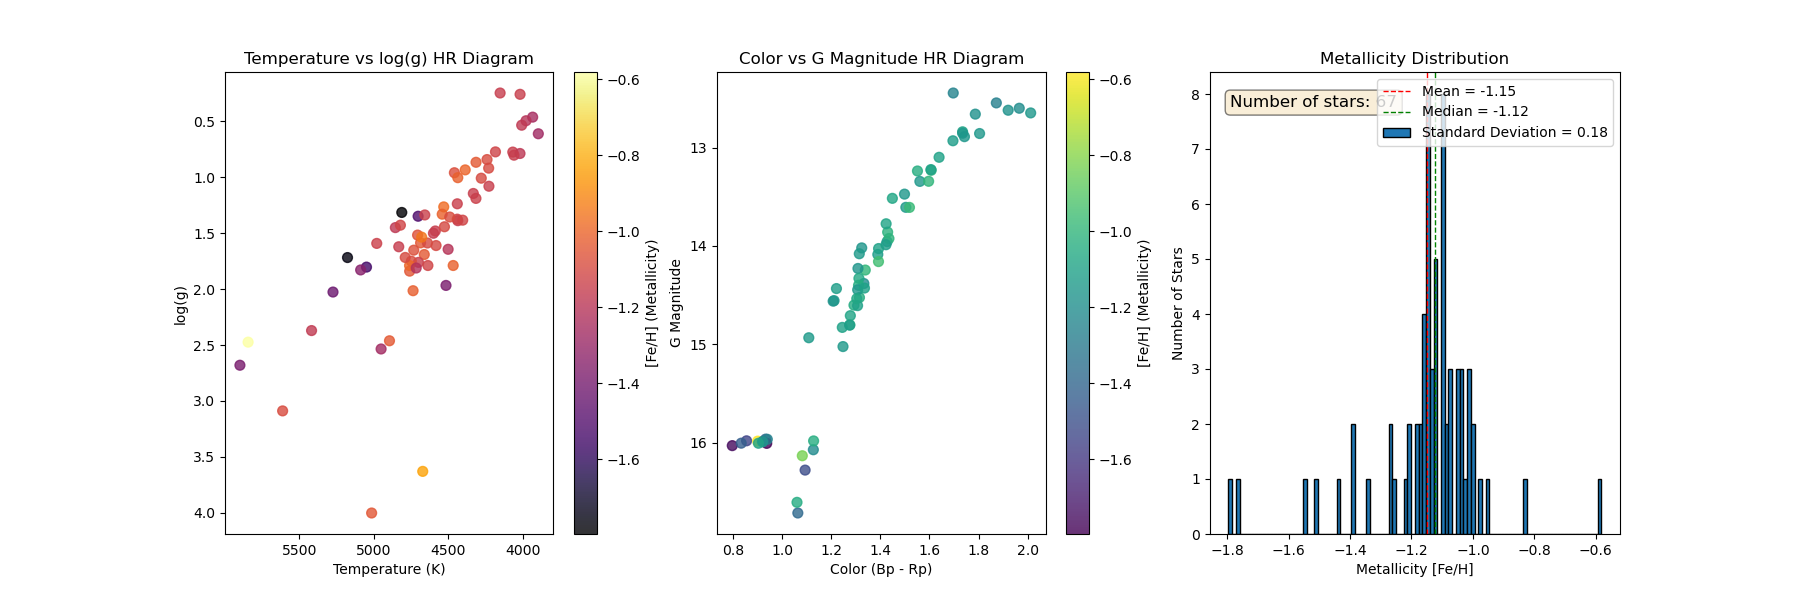 Temperature vs log(g) HR Diagram
0.5
1.0
1.5
2.0
2.5
3.0
3.5
4.0
log(g)
5500 5000 4500 4000
Temperature (K)
−0.6
−0.8
−1.0
−1.2
−1.4
−1.6
[Fe/H] (Metallicity)
Color vs G Magnitude HR Diagram
13
14
15
16
G Magnitude
0.8 1.0 1.2 1.4 1.6 1.8 2.0
Color (Bp - Rp)
−0.6
−0.8
−1.0
−1.2
−1.4
−1.6
[Fe/H] (Metallicity)
Metallicity Distribution
Number of stars: 67
Mean = -1.15
Median = -1.12
Standard Deviation = 0.18
8
7
6
5
4
3
2
1
0
Number of Stars
−1.8 −1.6 −1.4 −1.2 −1.0 −0.8 −0.6
Metallicity [Fe/H]